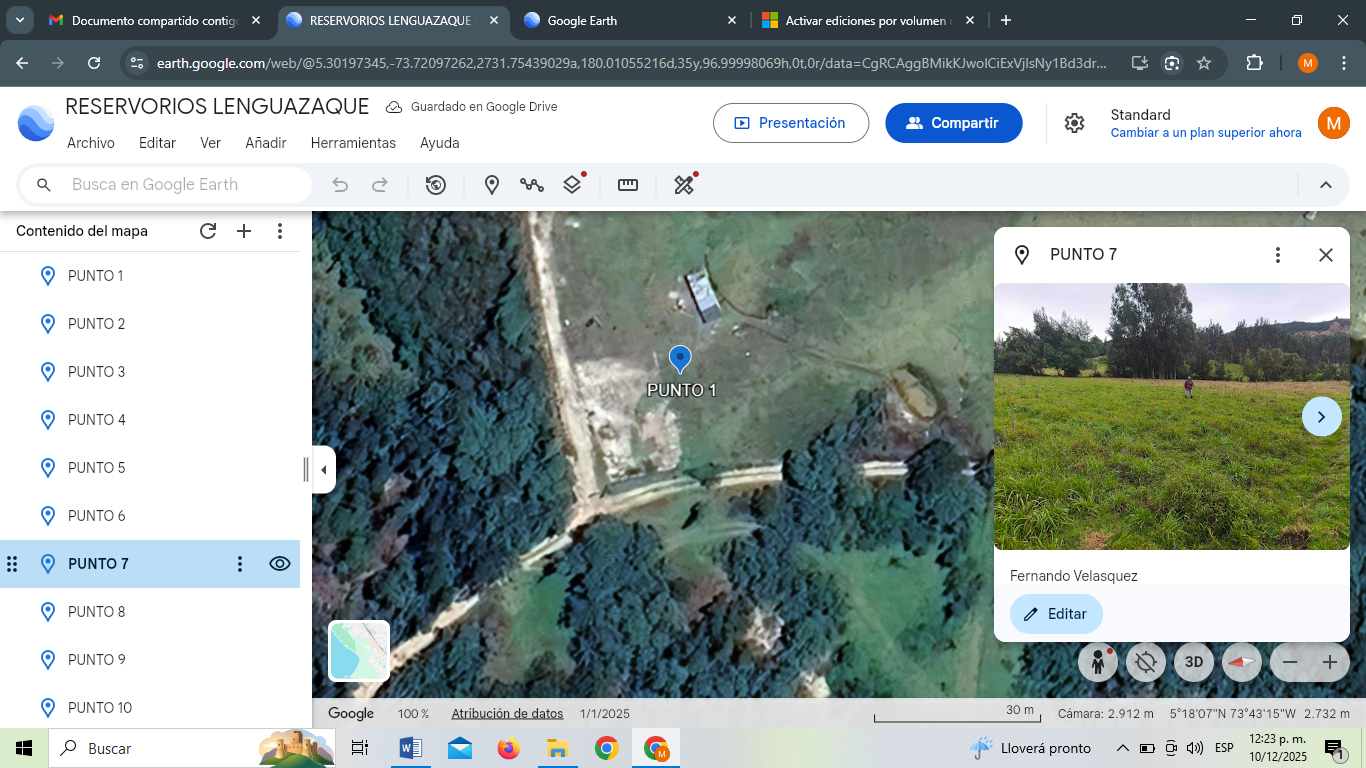 Documento compartido contig
RESERVORIOS LENGUAZAQUE
Google Earth
Activar ediciones por volumen
earth.google.com/web/@5.30197345,-73.72097262,2731.75439029a,180.01055216d,35y,96.99998069h,0t,0r/data=CgRCAggBMikKJwolCiExVjlsNy1Bd3dr...
M
RESERVORIOS LENGUAZAQUE
Guardado en Google Drive
Archivo Editar Ver Añadir Herramientas Ayuda
Presentación
Compartir
Standard
Cambiar a un plan superior ahora
M
Busca en Google Earth
Contenido del mapa
PUNTO 1
PUNTO 2
PUNTO 3
PUNTO 4
PUNTO 5
PUNTO 6
PUNTO 7
PUNTO 8
PUNTO 9
PUNTO 10
PUNTO 1
PUNTO 7
Fernando Velasquez
Editar
3D
Google 100 % Atribución de datos 1/1/2025 30 m Cámara: 2.912 m 5°18'07"N 73°43'15"W 2.732 m
Buscar
Lloverá pronto
ESP
12:23 p. m.
10/12/2025
1